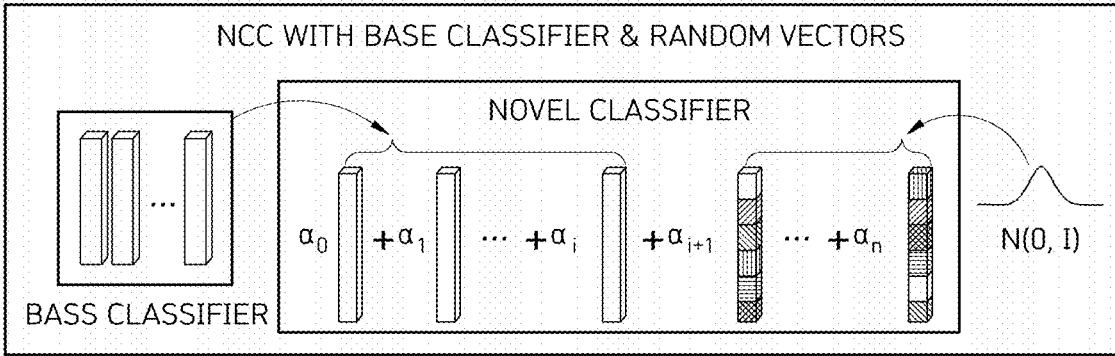 NCC WITH BASE CLASSIFIER & RANDOM VECTORS
NOVEL CLASSIFIER
...
α₀ +α₁ ... +αᵢ +αᵢ₊₁ ... +αₙ
N(0, I)
BASS CLASSIFIER